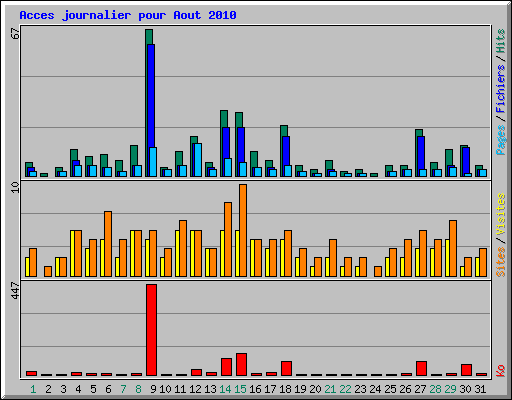 Acces journalier pour Aout 2010
67
Pages/Fichiers/Hits
10
Sites/Visites
447
Ko
1 2 3 4 5 6 7 8 9 10 11 12 13 14 15 16 17 18 19 20 21 22 23 24 25 26 27 28 29 30 31